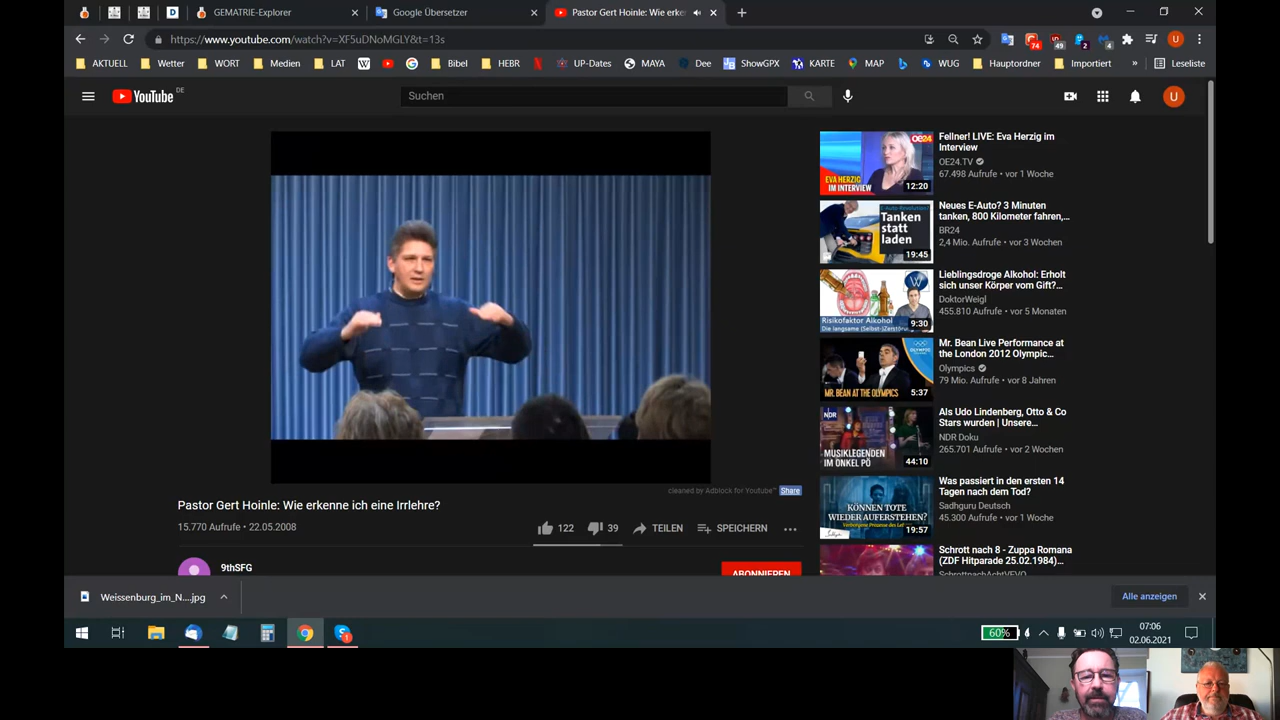 GEMATRIE-Explorer
Google Übersetzer
Pastor Gert Hoinle: Wie erke
https://www.youtube.com/watch?v=XF5uDNoMGLY&t=13s
74
49
2
4
U
AKTUELL
Wetter
WORT
Medien
LAT
Bibel
HEBR
UP-Dates
MAYA
Dee
ShowGPX
KARTE
MAP
WUG
Hauptordner
Importiert
»
Leseliste
YouTube DE
Suchen
U
Fellner! LIVE: Eva Herzig im
Interview
OE24.TV
67.498 Aufrufe • vor 1 Woche
OE24
EVA HERZIG
IM INTERVIEW
12:20
Neues E-Auto? 3 Minuten
tanken, 800 Kilometer fahren,...
BR24
2,4 Mio. Aufrufe • vor 3 Wochen
Tanken
statt
laden
19:45
Lieblingsdroge Alkohol: Erholt
sich unser Körper vom Gift?...
DoktorWeigl
455.810 Aufrufe • vor 5 Monaten
Risikofaktor Alkohol
9:30
Mr. Bean Live Performance at
the London 2012 Olympic...
Olympics
79 Mio. Aufrufe • vor 8 Jahren
MR. BEAN AT THE OLYMPICS
5:37
Als Udo Lindenberg, Otto & Co
Stars wurden | Unsere...
NDR Doku
265.701 Aufrufe • vor 2 Wochen
NDR
MUSIKLEGENDEN
IM ONKEL PÖ
44:10
Was passiert in den ersten 14
Tagen nach dem Tod?
Sadhguru Deutsch
45.300 Aufrufe • vor 1 Woche
KÖNNEN TOTE
WIEDER AUFERSTEHEN?
19:57
Schrott nach 8 - Zuppa Romana
(ZDF Hitparade 25.02.1984)...
SchrottnachAchtVEVO
cleaned by Adblock for Youtube™ Share
Pastor Gert Hoinle: Wie erkenne ich eine Irrlehre?
15.770 Aufrufe • 22.05.2008
122
39
TEILEN
SPEICHERN
9thSFG
ABONNIEREN
Weissenburg_im_N....jpg
Alle anzeigen
60%
07:06
02.06.2021